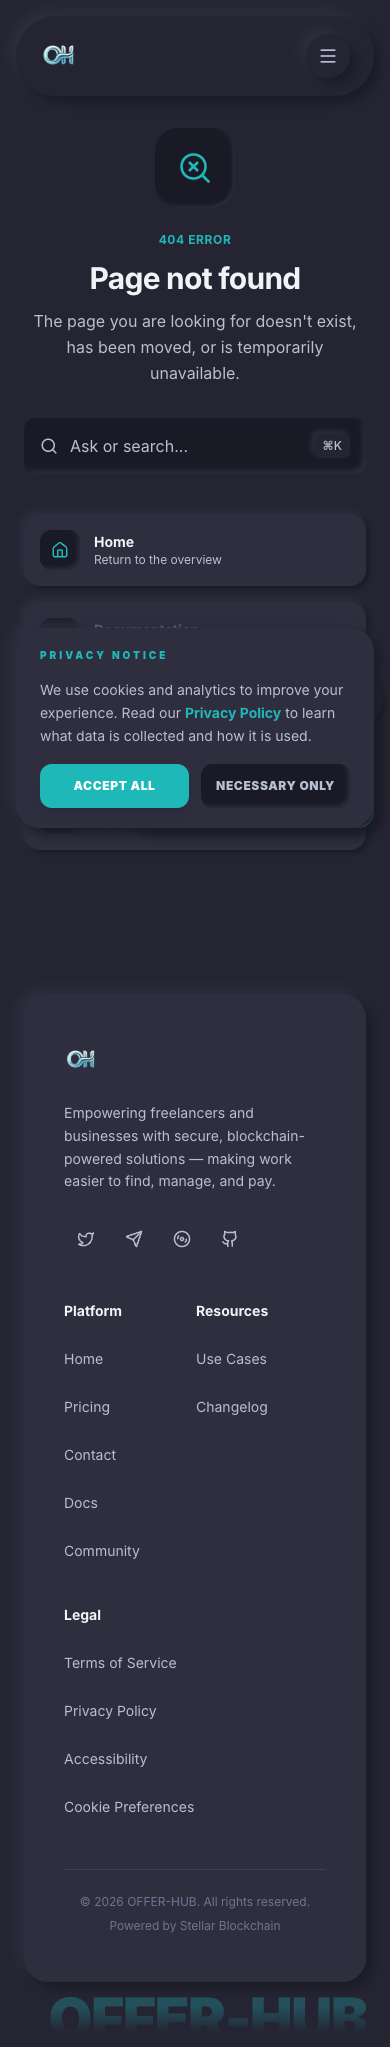 OH
404 ERROR
Page not found
The page you are looking for doesn't exist,
has been moved, or is temporarily
unavailable.
Ask or search...
⌘K
Home
Return to the overview
Documentation
PRIVACY NOTICE
We use cookies and analytics to improve your
experience. Read our Privacy Policy to learn
what data is collected and how it is used.
ACCEPT ALL
NECESSARY ONLY
OH
Empowering freelancers and
businesses with secure, blockchain-
powered solutions — making work
easier to find, manage, and pay.
Platform
Home
Pricing
Contact
Docs
Community
Resources
Use Cases
Changelog
Legal
Terms of Service
Privacy Policy
Accessibility
Cookie Preferences
© 2026 OFFER-HUB. All rights reserved.
Powered by Stellar Blockchain
OFFER-HUB